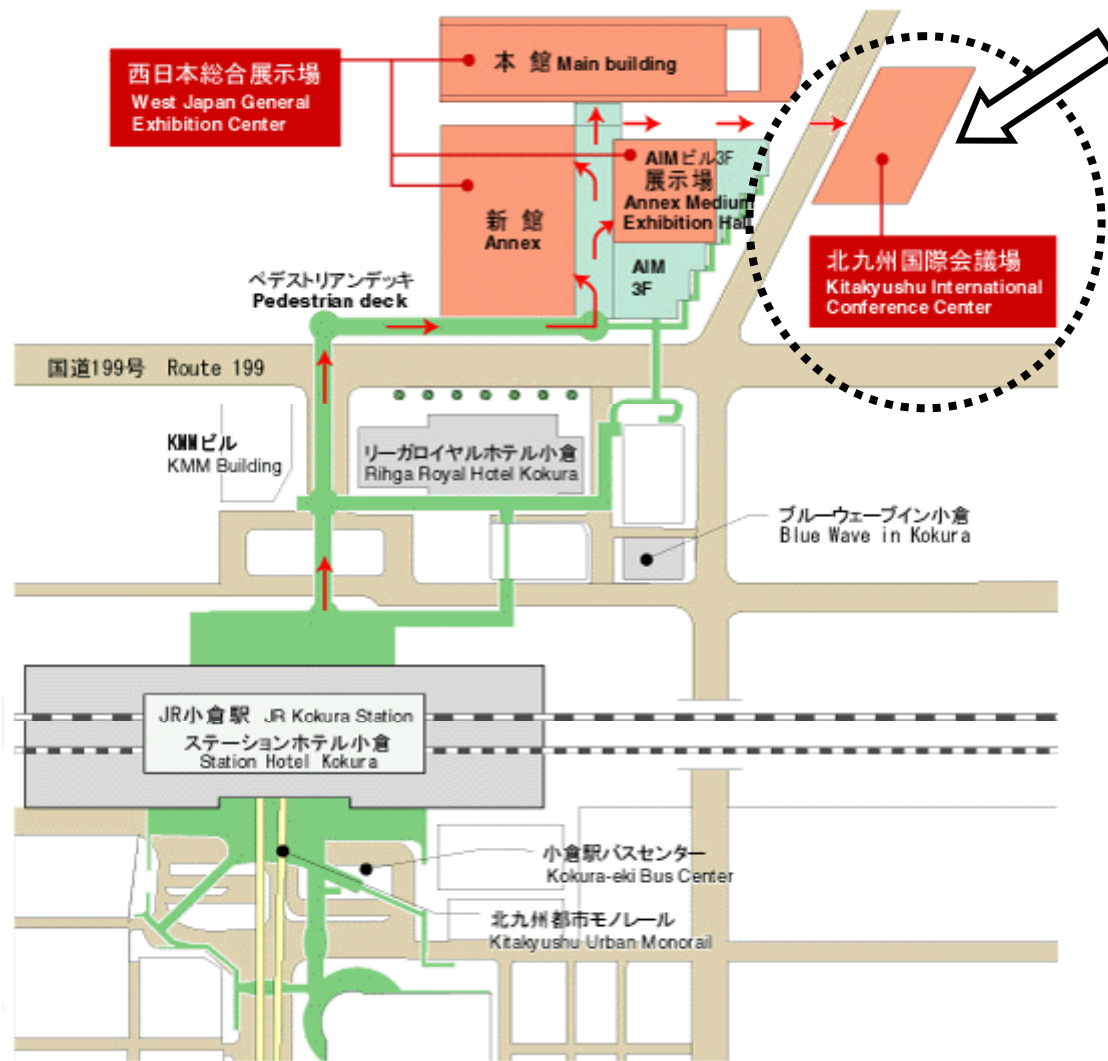 本館 Main building
西日本総合展示場
West Japan General
Exhibition Center
AIMビル3F
展示場
Annex Medium
Exhibition Hall
新館
Annex
AIM
3F
北九州国際会議場
Kitakyushu International
Conference Center
ペデストリアンデッキ
Pedestrian deck
国道199号 Route 199
KMMビル
KMM Building
リーガロイヤルホテル小倉
Rihga Royal Hotel Kokura
ブルーウェーブイン小倉
Blue Wave in Kokura
JR小倉駅 JR Kokura Station
ステーションホテル小倉
Station Hotel Kokura
小倉駅バスセンター
Kokura-eki Bus Center
北九州都市モノレール
Kitakyushu Urban Monorail